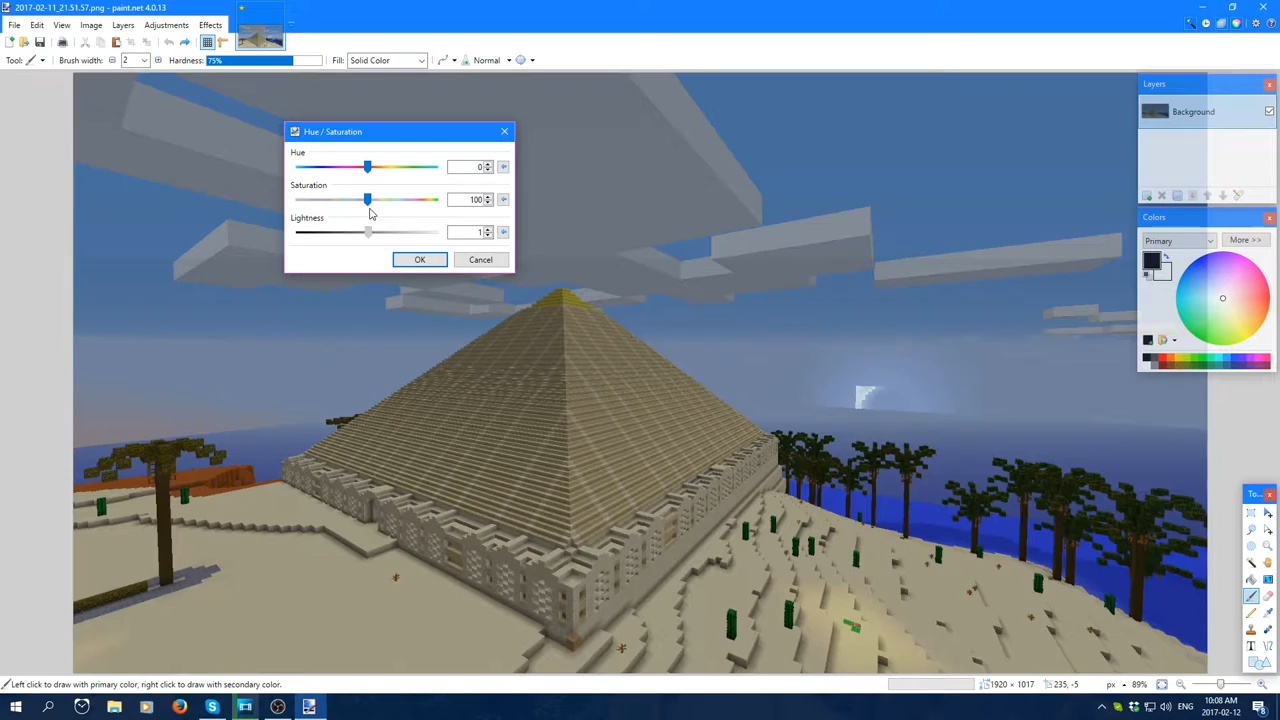 2017-02-11_21.51.57.png - paint.net 4.0.13
File Edit View Image Layers Adjustments Effects
Tool: Brush width: 2 Hardness: 75% Fill: Solid Color Normal
Layers
Background
Hue / Saturation
Hue
0
Saturation
100
Lightness
1
OK Cancel
Colors
Primary More >>
To...
Left click to draw with primary color, right click to draw with secondary color. 1920 × 1017 235, -5 px 89%
ENG 10:08 AM
2017-02-12
8